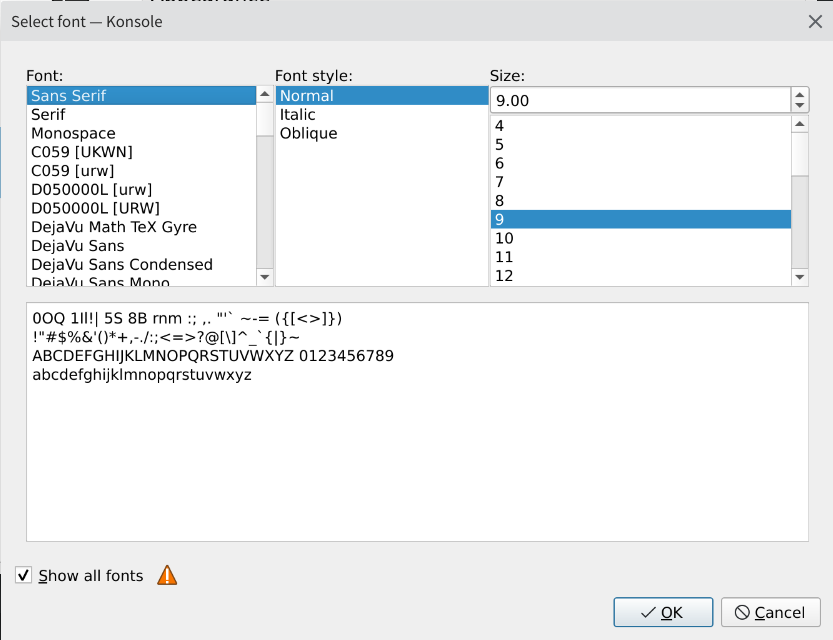 Select font — Konsole
Font:
Sans Serif
Serif
Monospace
C059 [UKWN]
C059 [urw]
D050000L [urw]
D050000L [URW]
DejaVu Math TeX Gyre
DejaVu Sans
DejaVu Sans Condensed
DejaVu Sans Mono
Font style:
Normal
Italic
Oblique
Size:
9.00
4
5
6
7
8
9
10
11
12
0OQ 1Il!| 5S 8B rnm :; ,. "'` ~-= ({[<>]})
!"#$%&'()*+,-./:;<=>?@[\]^_`{|}~
ABCDEFGHIJKLMNOPQRSTUVWXYZ 0123456789
abcdefghijklmnopqrstuvwxyz
Show all fonts
OK
Cancel